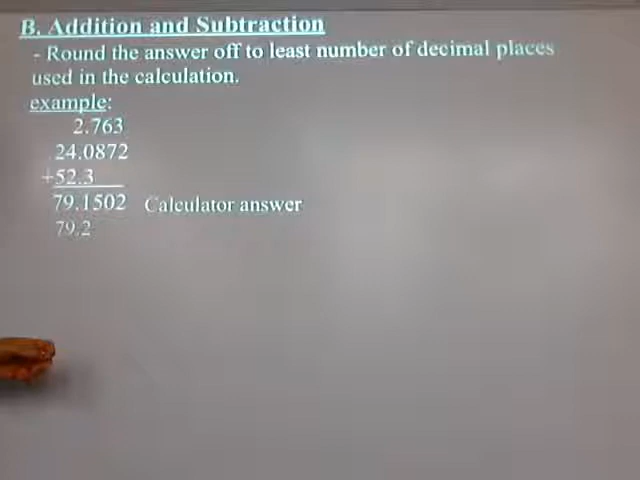 B. Addition and Subtraction
- Round the answer off to least number of decimal places
used in the calculation.
example:
2.763
24.0872
+52.3
79.1502 Calculator answer
79.2